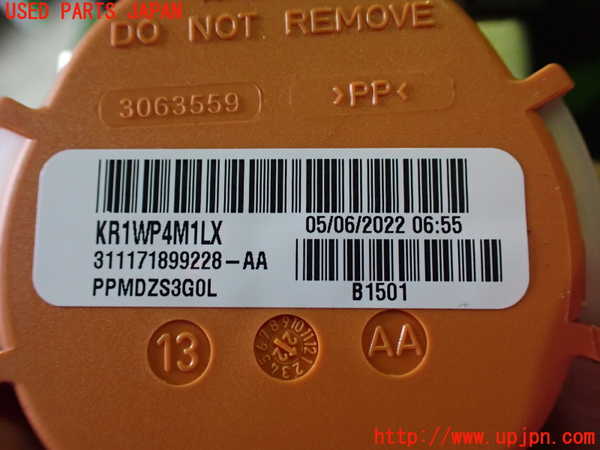 USED PARTS JAPAN
DO NOT REMOVE
3063559
>PP<
KR1WP4M1LX
05/06/2022 06:55
311171899228-AA
PPMDZS3G0L
B1501
13
AA
http://www.upjpn.com